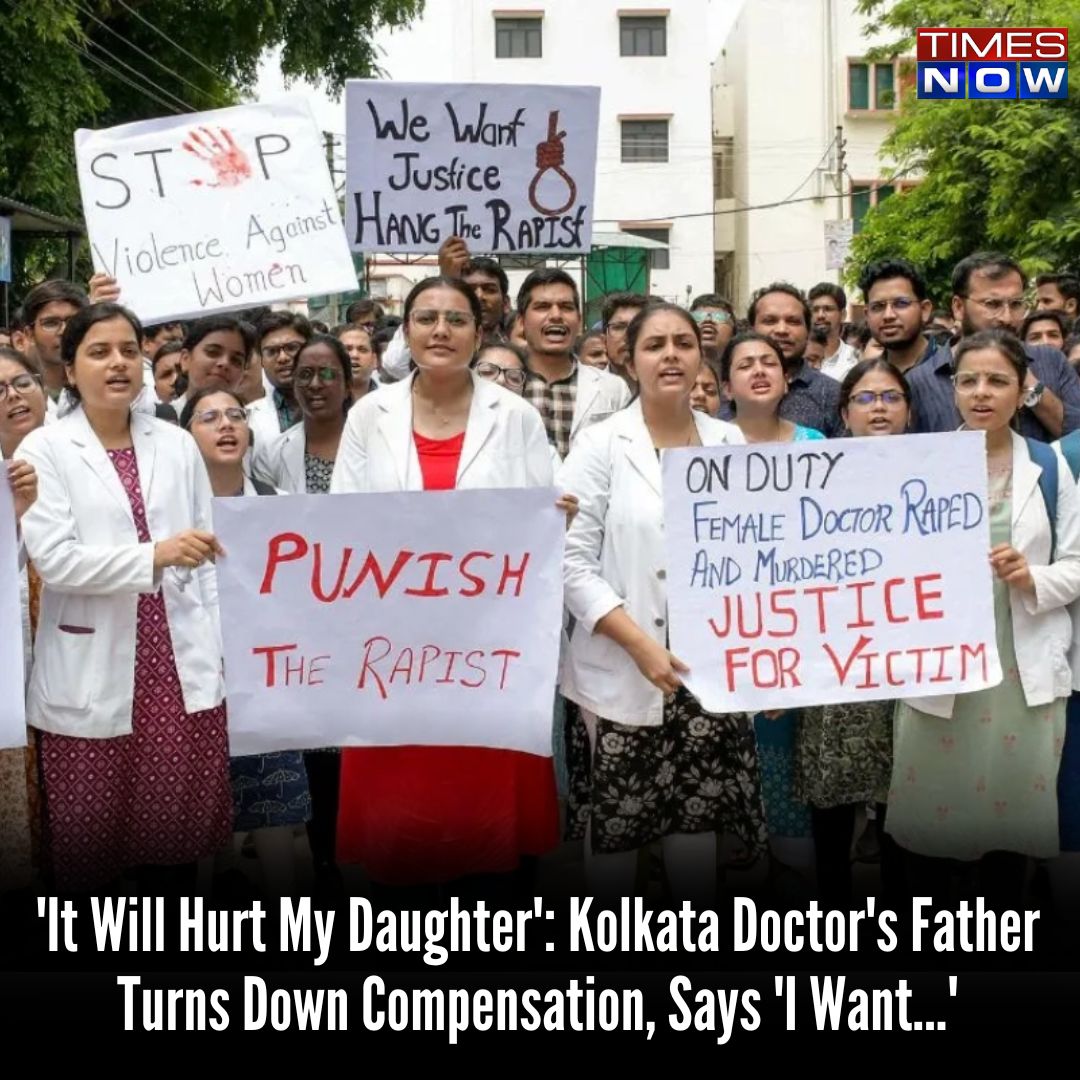 TIMES
NOW
STOP
Violence Against
Women
We Want
Justice
HANG THE RAPIST
PUNISH
THE RAPIST
ON DUTY
FEMALE DOCTOR RAPED
AND MURDERED
JUSTICE
FOR VICTIM
'It Will Hurt My Daughter': Kolkata Doctor's Father
Turns Down Compensation, Says 'I Want...'